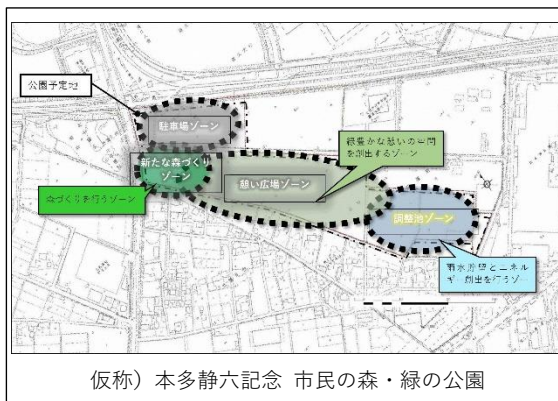 公園予定地
駐車場ゾーン
新たな森づくり
ゾーン
森づくりを行うゾーン
憩い広場ゾーン
緑豊かな憩いの空間
を創出するゾーン
調整池ゾーン
雨水貯留とエネル
ギー創出を行うゾー
仮称）本多静六記念 市民の森・緑の公園